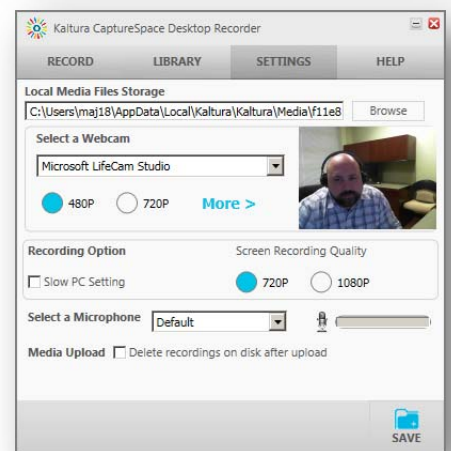 Kaltura CaptureSpace Desktop Recorder
RECORD LIBRARY SETTINGS HELP
Local Media Files Storage
C:\Users\maj18\AppData\Local\Kaltura\Kaltura\Media\f11e8 Browse
Select a Webcam
Microsoft LifeCam Studio
480P 720P More >
Recording Option Screen Recording Quality
Slow PC Setting 720P 1080P
Select a Microphone Default
Media Upload Delete recordings on disk after upload
SAVE